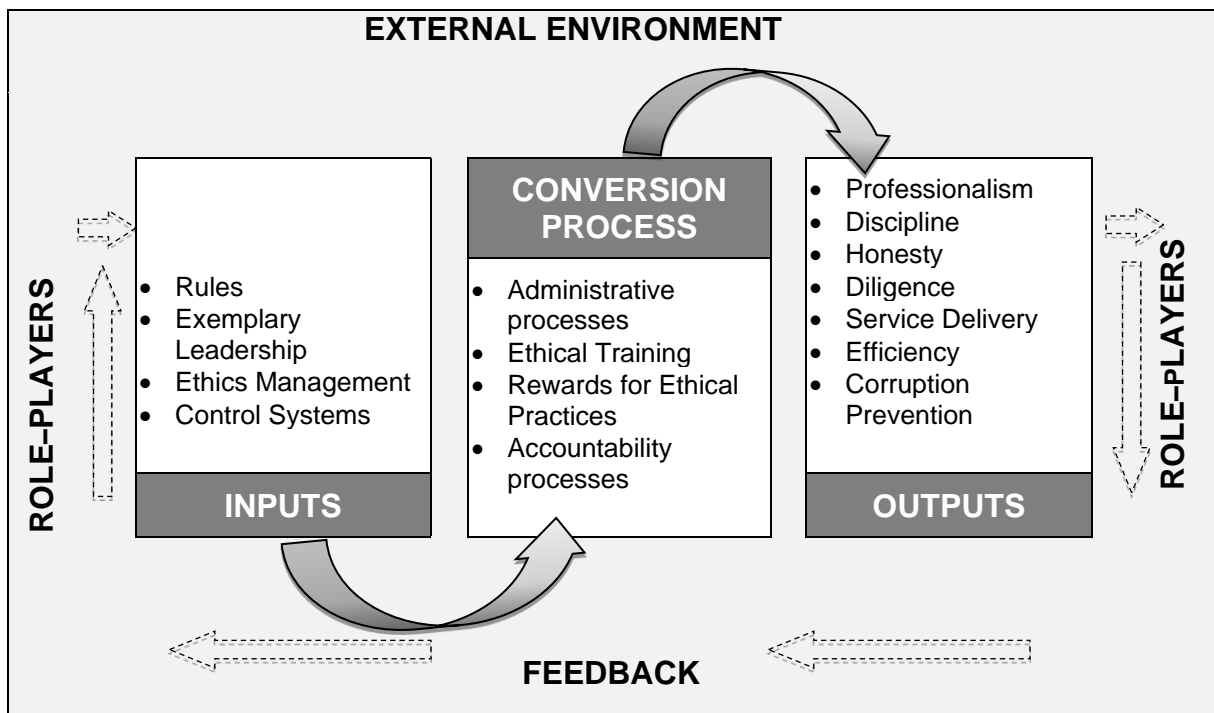 EXTERNAL ENVIRONMENT
ROLE–PLAYERS
• Rules
• Exemplary
Leadership
• Ethics Management
• Control Systems
INPUTS
CONVERSION
PROCESS
• Administrative
processes
• Ethical Training
• Rewards for Ethical
Practices
• Accountability
processes
• Professionalism
• Discipline
• Honesty
• Diligence
• Service Delivery
• Efficiency
• Corruption
Prevention
OUTPUTS
ROLE–PLAYERS
FEEDBACK